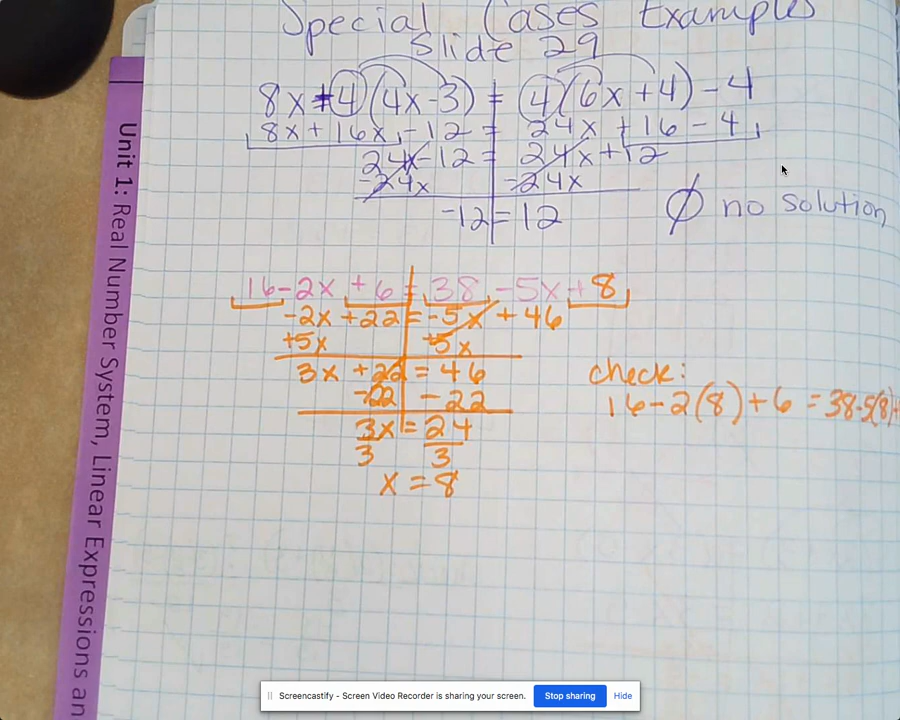 Special Cases Examples
Slide 29
8x + 4(4x - 3) = 4(6x + 4) - 4
8x + 16x - 12 = 24x + 16 - 4
24x - 12 = 24x + 12
-24x -24x
-12 = 12
∅ no solution
16 - 2x + 6 = 38 - 5x + 8
-2x + 22 = -5x + 46
+5x +5x
3x + 22 = 46
-22 -22
3x = 24
3 3
x = 8
check:
16 - 2(8) + 6 = 38 - 5(8) +
Unit 1: Real Number System, Linear Expressions an
Screencastify - Screen Video Recorder is sharing your screen. Stop sharing Hide